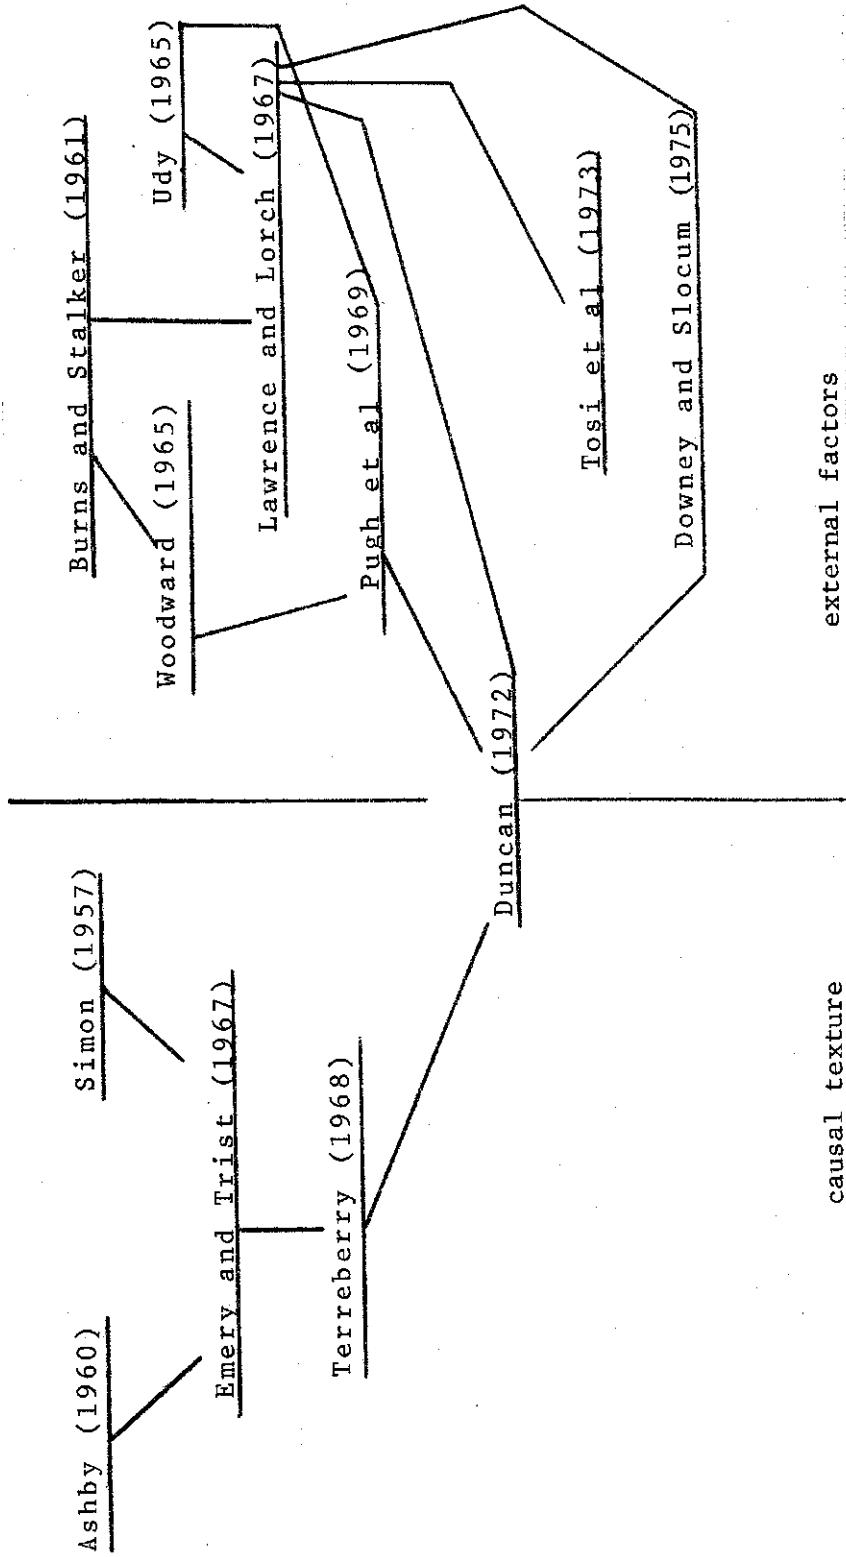 Ashby (1960)
Simon (1957)
Burns and Stalker (1961)
Udy (1965)
Woodward (1965)
Emery and Trist (1967)
Lawrence and Lorch (1967)
Terreberry (1968)
Pugh et al (1969)
Duncan (1972)
Tosi et al (1973)
Downey and Slocum (1975)
causal texture
external factors